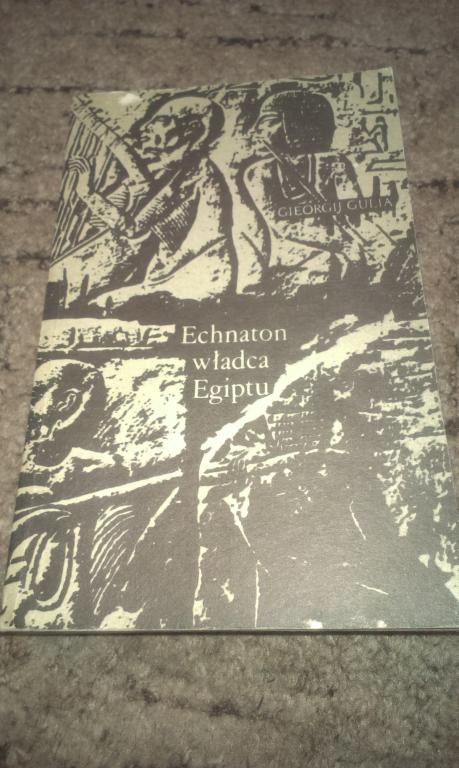 GIEORGIJ GULIA
Echnaton
władca
Egiptu